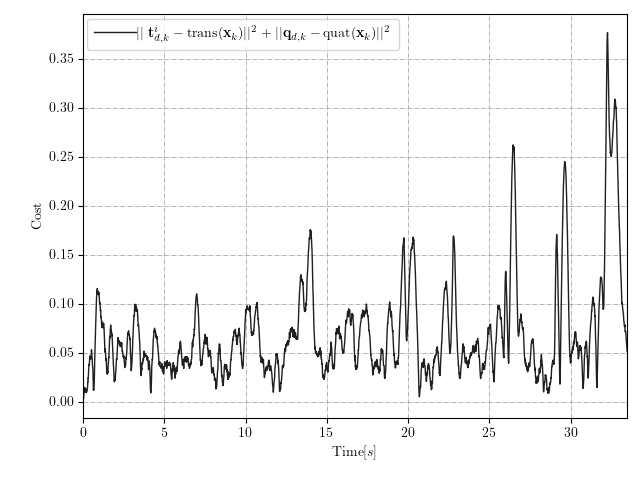 || t^i_{d,k} − trans(x_k)||² + ||q_{d,k} − quat(x_k)||²
0.35
0.30
0.25
0.20
0.15
0.10
0.05
0.00
Cost
0 5 10 15 20 25 30
Time[s]